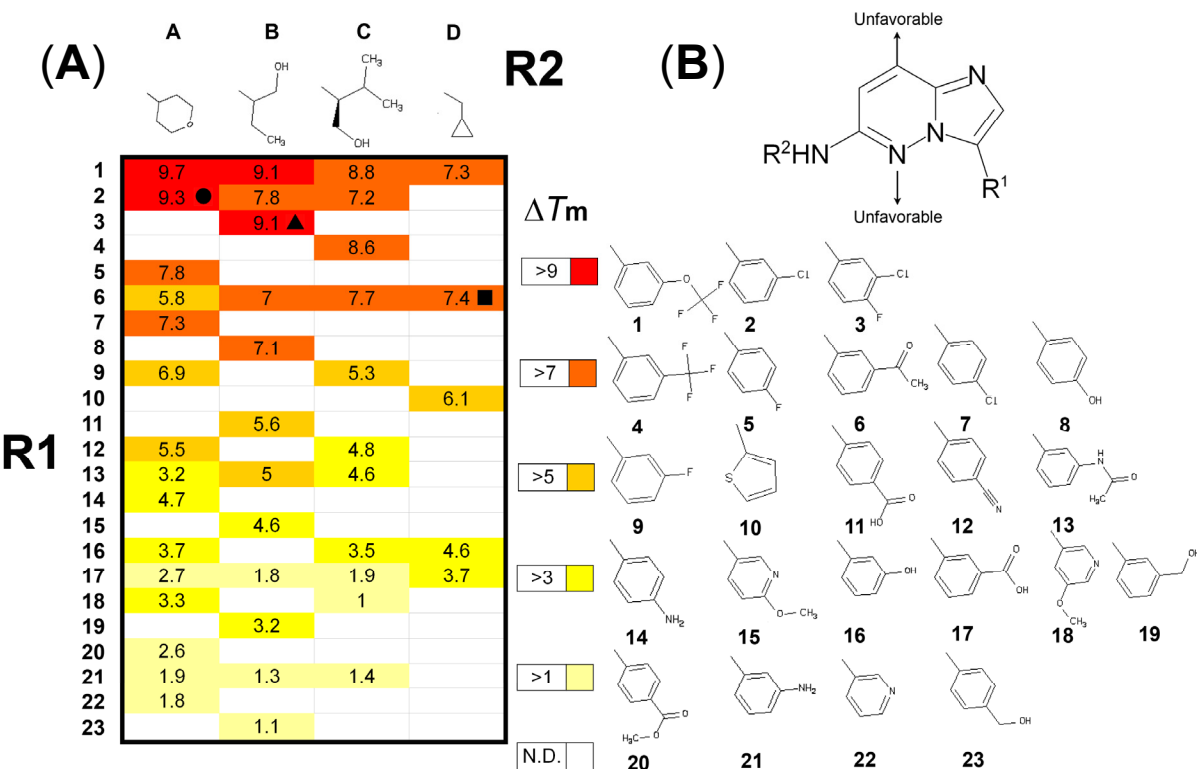 A B C D
(A) R2 (B)
OH
CH₃
CH₃
O
CH₃
OH
Unfavorable
N
N
N
R²HN
R¹
Unfavorable
R1
1 9.7 9.1 8.8 7.3
2 9.3 7.8 7.2
3 9.1
4 8.6
5 7.8
6 5.8 7 7.7 7.4
7 7.3
8 7.1
9 6.9 5.3
10 6.1
11 5.6
12 5.5 4.8
13 3.2 5 4.6
14 4.7
15 4.6
16 3.7 3.5 4.6
17 2.7 1.8 1.9 3.7
18 3.3 1
19 3.2
20 2.6
21 1.9 1.3 1.4
22 1.8
23 1.1
ΔTm
>9
>7
>5
>3
>1
N.D.
O F F F Cl Cl F
1 2 3
F F F F O CH₃ Cl OH
4 5 6 7 8
F S O HO N H N O H₃C
9 10 11 12 13
NH₂ N O CH₃ OH O OH N O CH₃ OH
14 15 16 17 18 19
O O H₃C NH₂ N OH
20 21 22 23